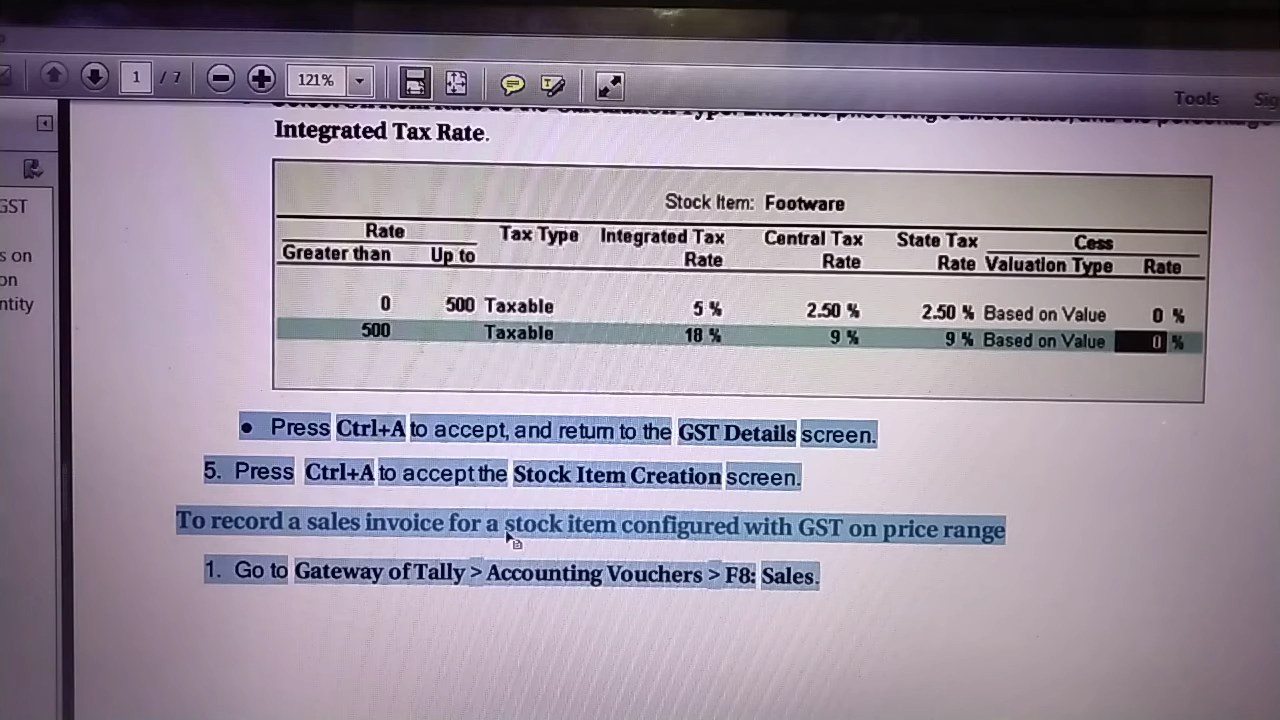 1 / 7
121%
Tools
GST
s on
on
ntity
Integrated Tax Rate.
Stock Item: Footware
Rate Tax Type Integrated Tax Central Tax State Tax Cess
Greater than Up to Rate Rate Rate Valuation Type Rate
0 500 Taxable 5 % 2.50 % 2.50 % Based on Value 0 %
500 Taxable 18 % 9 % 9 % Based on Value 0 %
• Press Ctrl+A to accept, and return to the GST Details screen.
5. Press Ctrl+A to accept the Stock Item Creation screen.
To record a sales invoice for a stock item configured with GST on price range
1. Go to Gateway of Tally > Accounting Vouchers > F8: Sales.